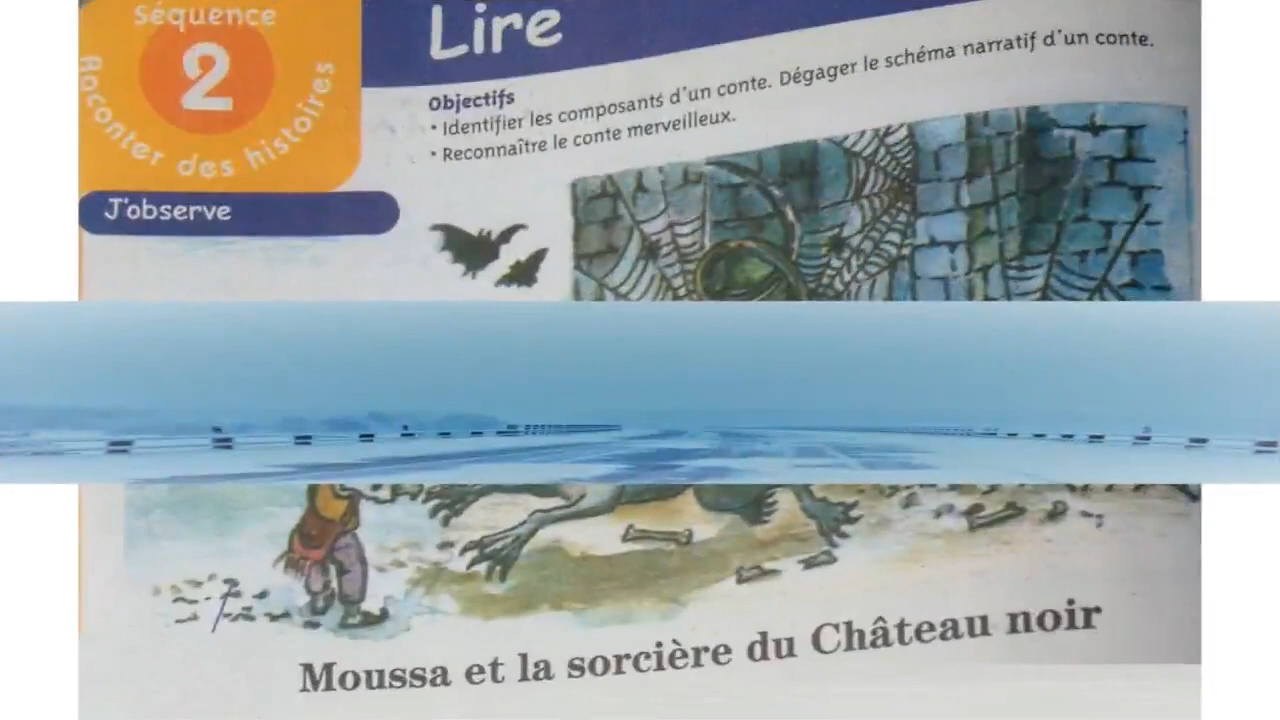 Séquence
2
Raconter des histoires
Lire
Objectifs
• Identifier les composants d'un conte. Dégager le schéma narratif d'un conte.
• Reconnaître le conte merveilleux.
J'observe
Moussa et la sorcière du Château noir